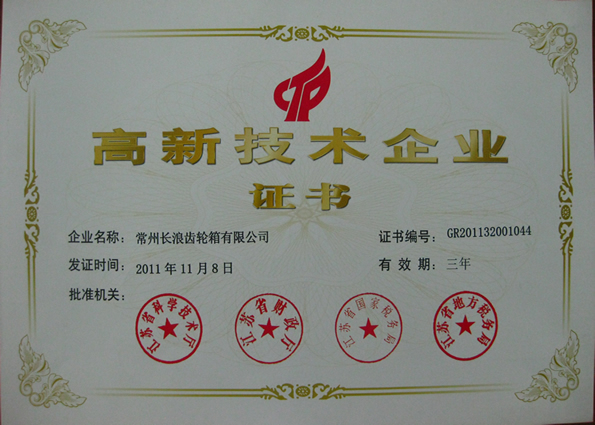 CTP
高新技术企业
证书
企业名称：常州长浪齿轮箱有限公司
证书编号：GR201132001044
发证时间：2011年11月8日
有效期：三年
批准机关：
江苏省科学技术厅
江苏省财政厅
江苏省国家税务局
江苏省地方税务局